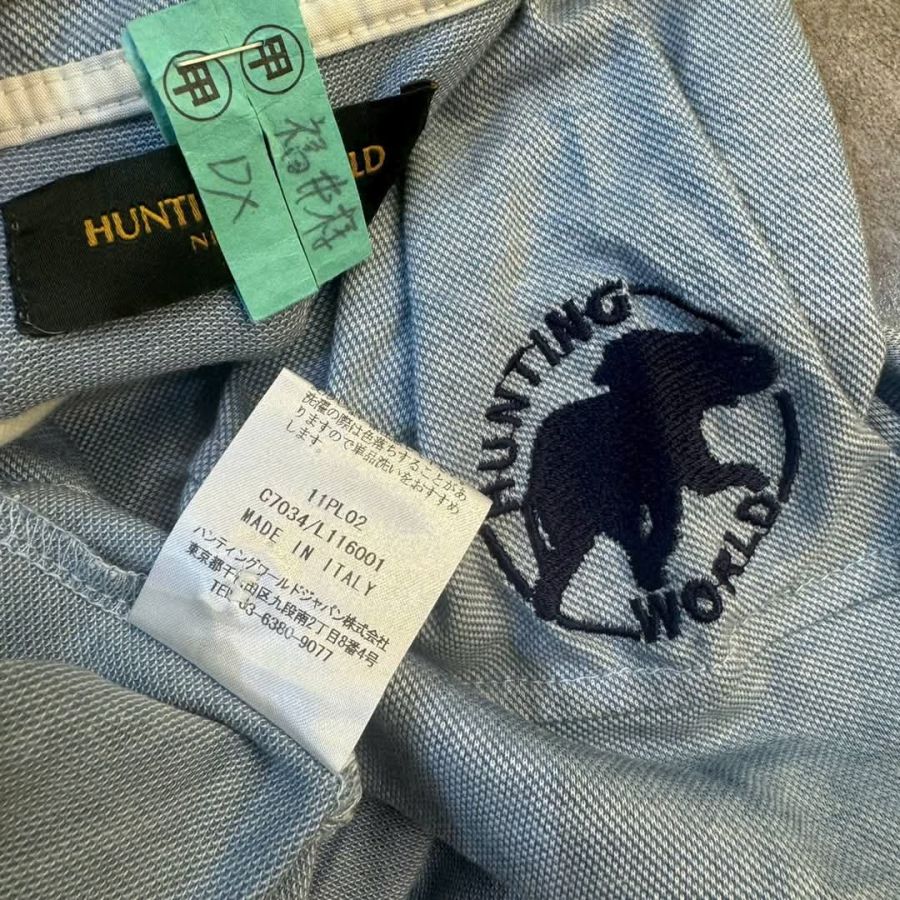 甲 甲
DX
福井様
HUNTI LD
HUNTING
WORLD
洗濯の際は色落ちすることがあ
りますので単品洗いをおすすめ
します。
11PL02
C7034/L116001
MADE IN ITALY
ハンティングワールドジャパン株式会社
東京都千代田区九段南2丁目8番4号
TEL 03-6380-9077